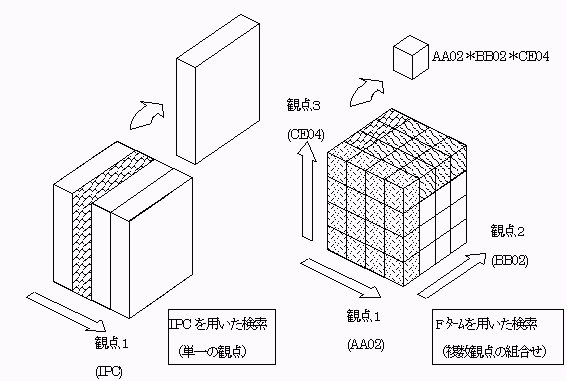 AA02＊BB02＊CE04
観点3
(CE04)
観点2
(BB02)
観点1
(IPC)
IPCを用いた検索
(単一の観点)
観点1
(AA02)
Fﾀｰﾑを用いた検索
(複数観点の組合せ)